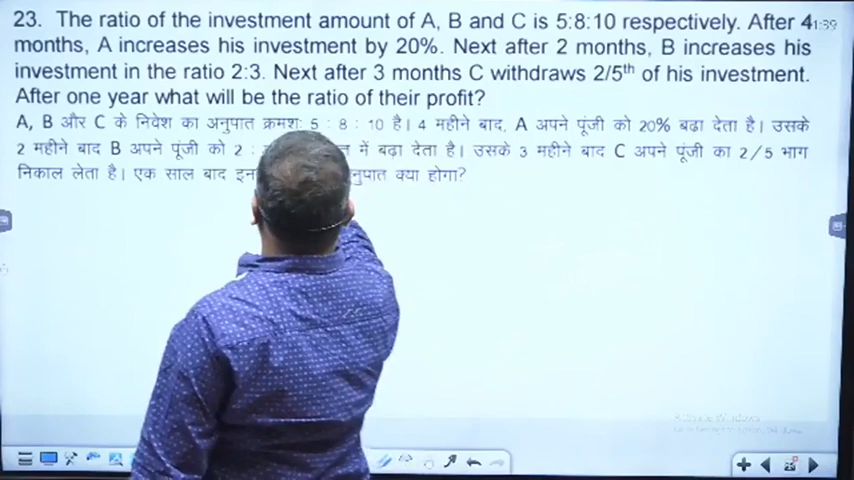 23. The ratio of the investment amount of A, B and C is 5:8:10 respectively. After 4
1:39
months, A increases his investment by 20%. Next after 2 months, B increases his
investment in the ratio 2:3. Next after 3 months C withdraws 2/5th of his investment.
After one year what will be the ratio of their profit?
A, B और C के निवेश का अनुपात क्रमशः 5 : 8 : 10 है। 4 महीने बाद, A अपने पूंजी को 20% बढा देता है। उसके
2 महीने बाद B अपने पूंजी को 2 : में बढ़ा देता है। उसके 3 महीने बाद C अपने पूंजी का 2/5 भाग
निकाल लेता है। एक साल बाद क्या होगा?